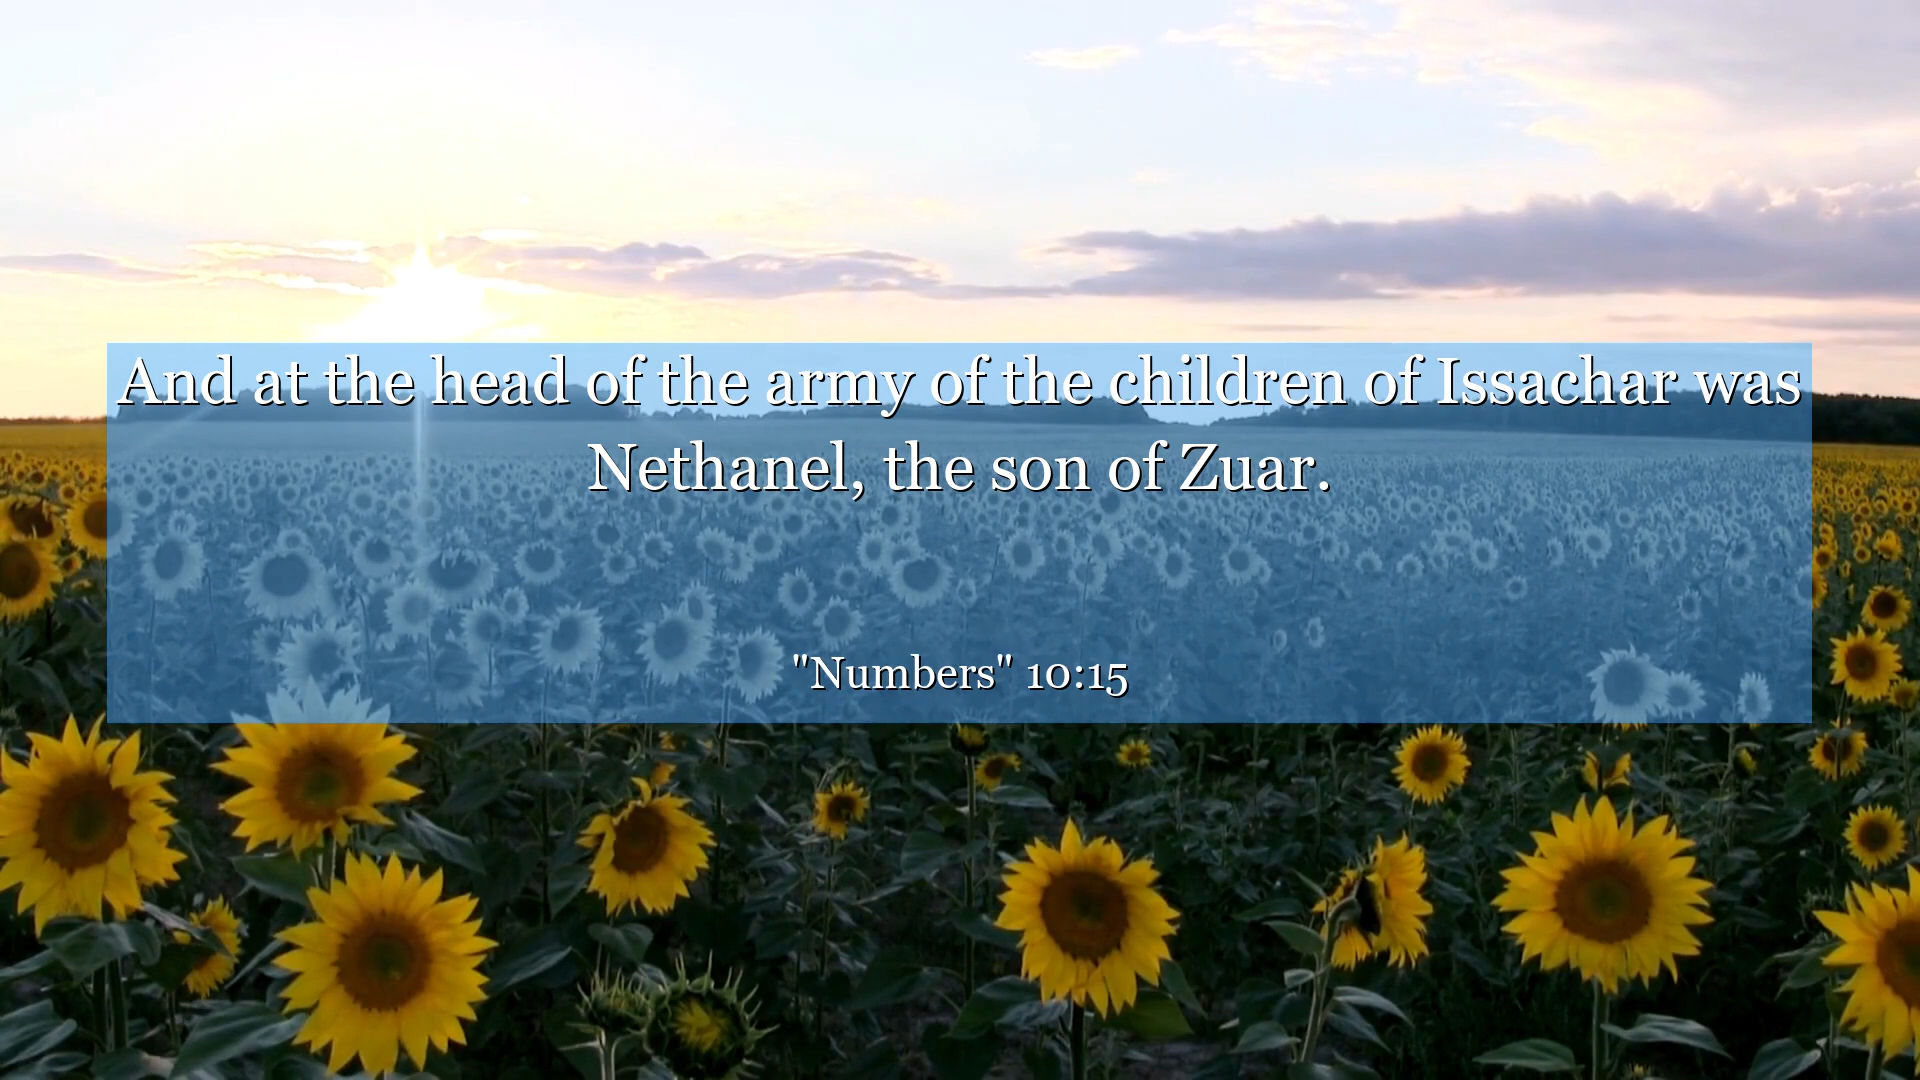 And at the head of the army of the children of Issachar was
Nethanel, the son of Zuar.
"Numbers" 10:15